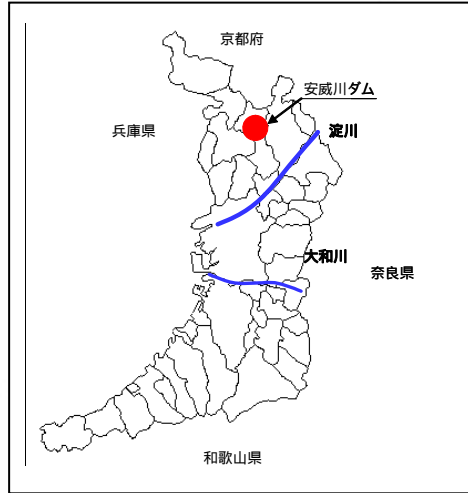 京都府
安威川ダム
兵庫県
淀川
大和川
奈良県
和歌山県